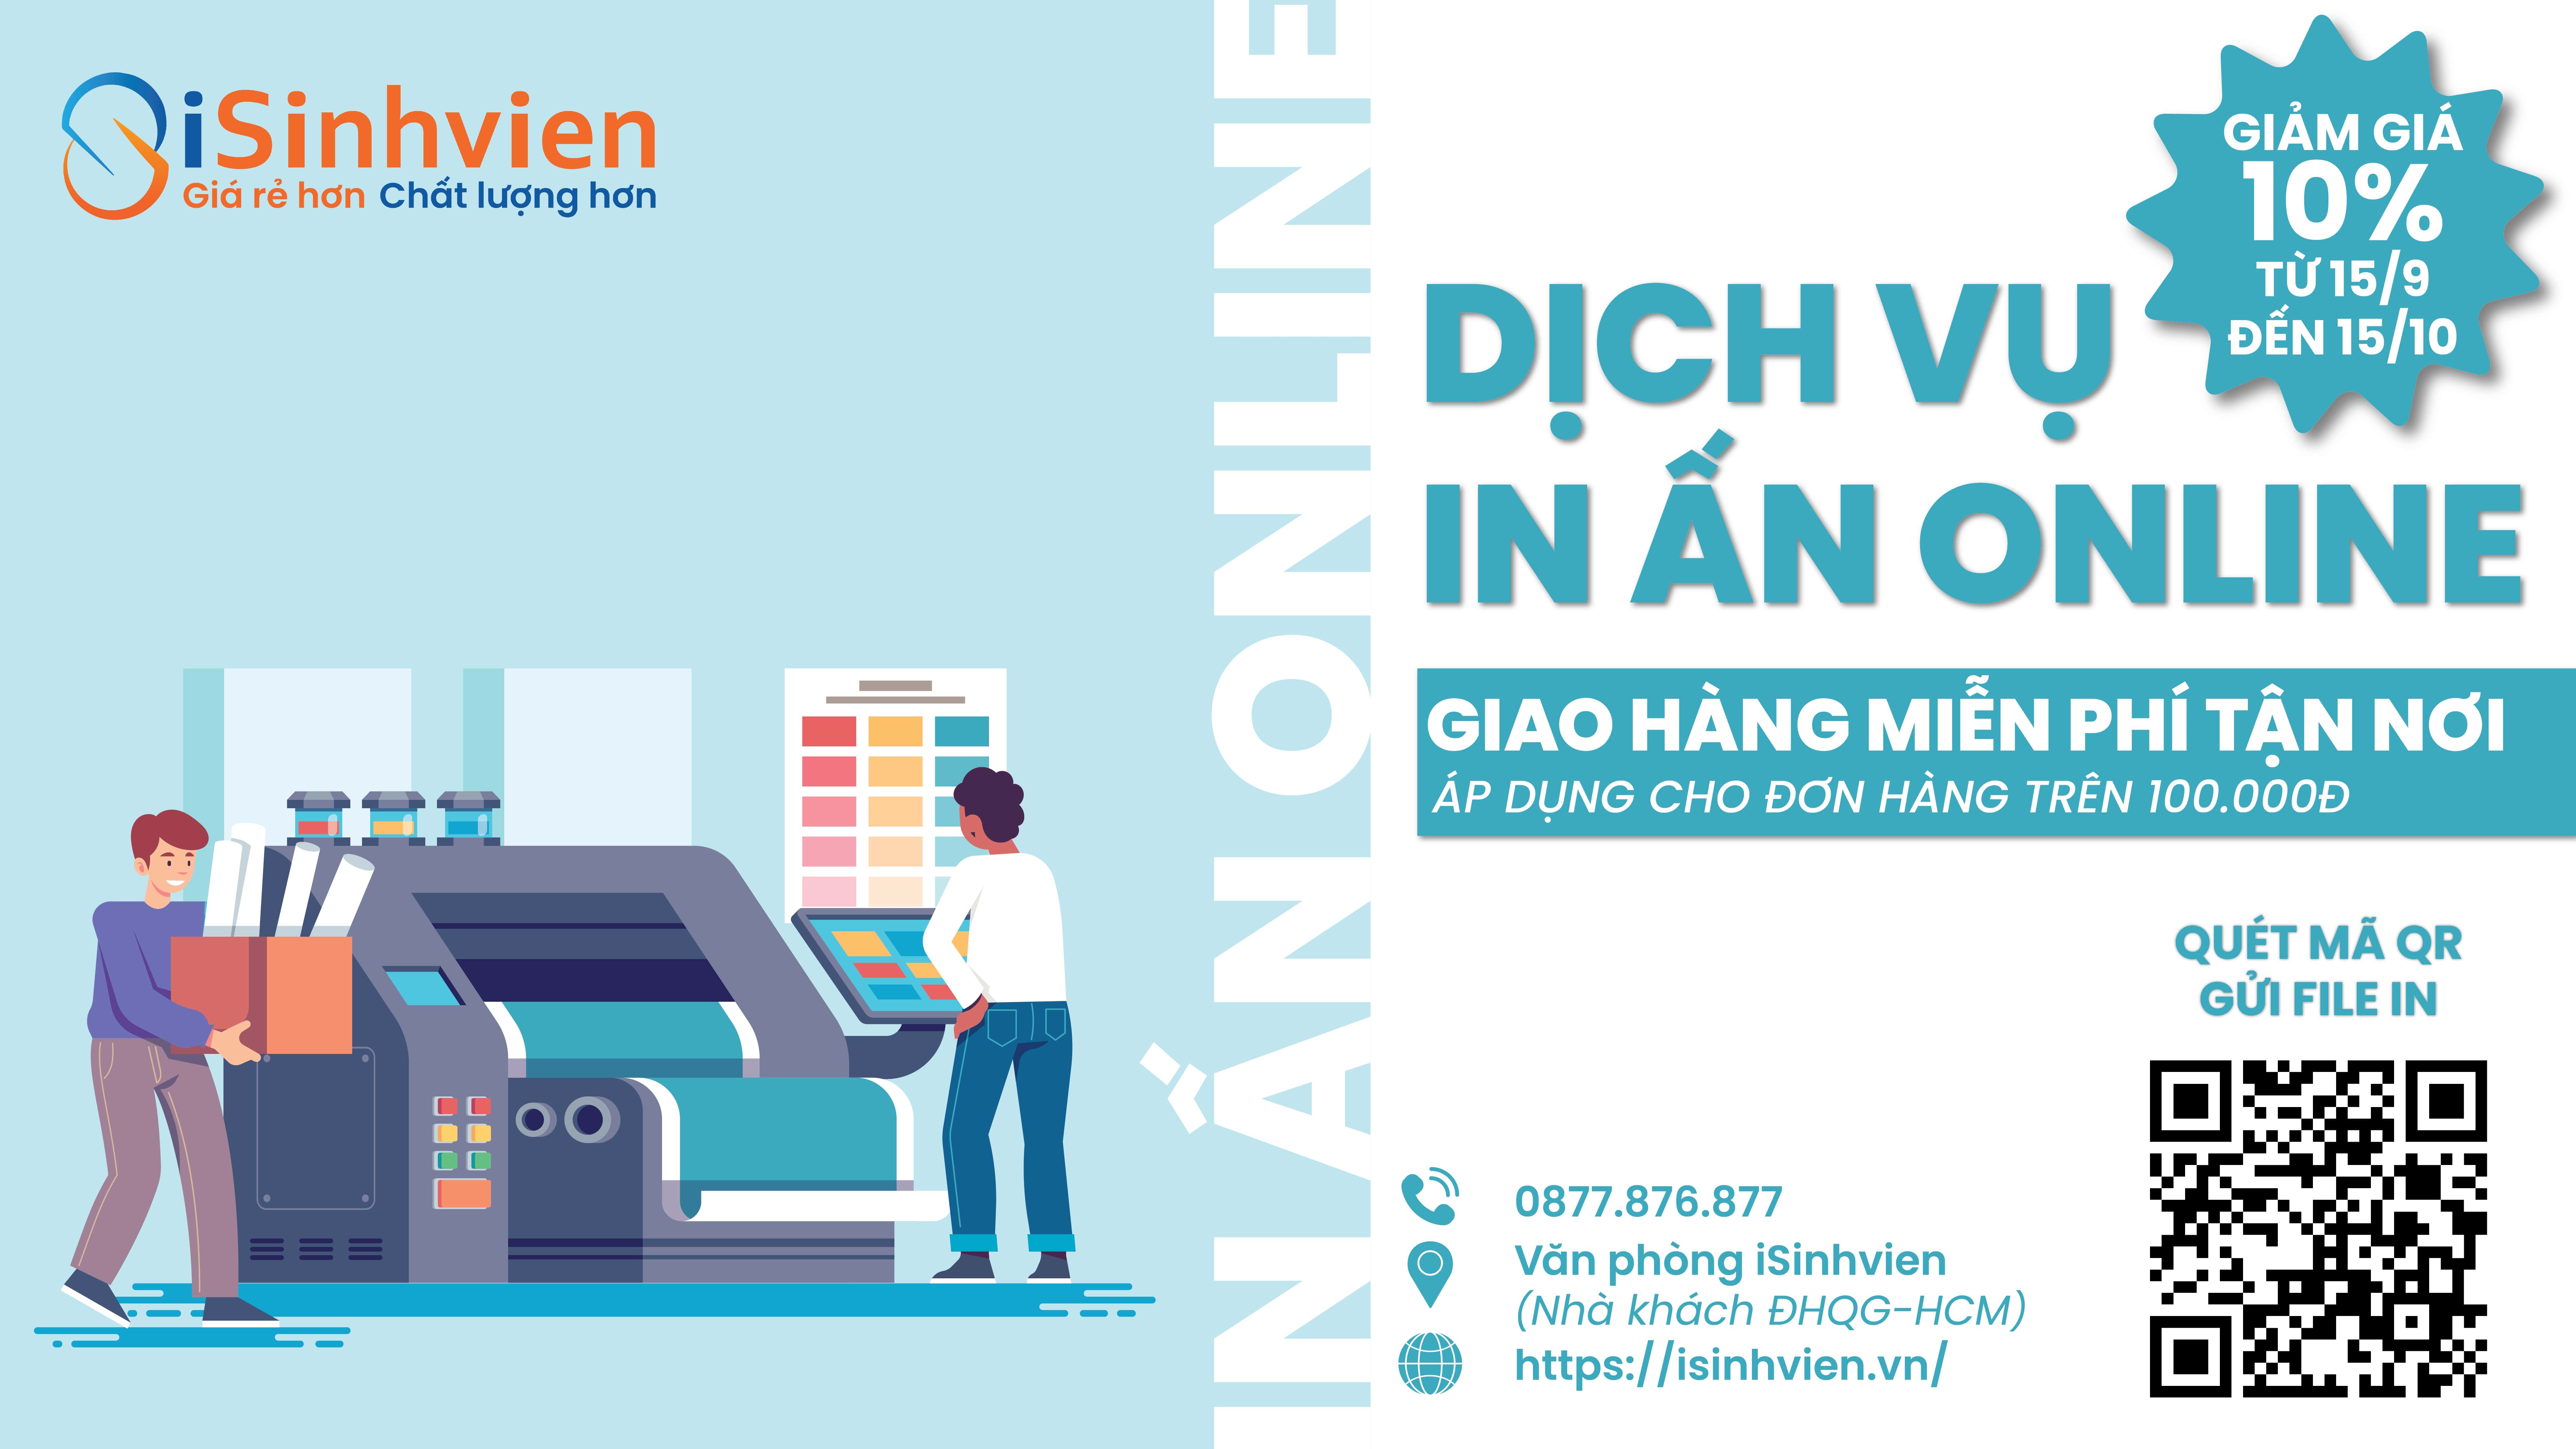 iSinhvien
Giá rẻ hơn Chất lượng hơn
IN ẤN ONLINE
GIẢM GIÁ
10%
TỪ 15/9
ĐẾN 15/10
DỊCH VỤ
IN ẤN ONLINE
GIAO HÀNG MIỄN PHÍ TẬN NƠI
ÁP DỤNG CHO ĐƠN HÀNG TRÊN 100.000Đ
QUÉT MÃ QR
GỬI FILE IN
0877.876.877
Văn phòng iSinhvien
(Nhà khách ĐHQG-HCM)
https://isinhvien.vn/